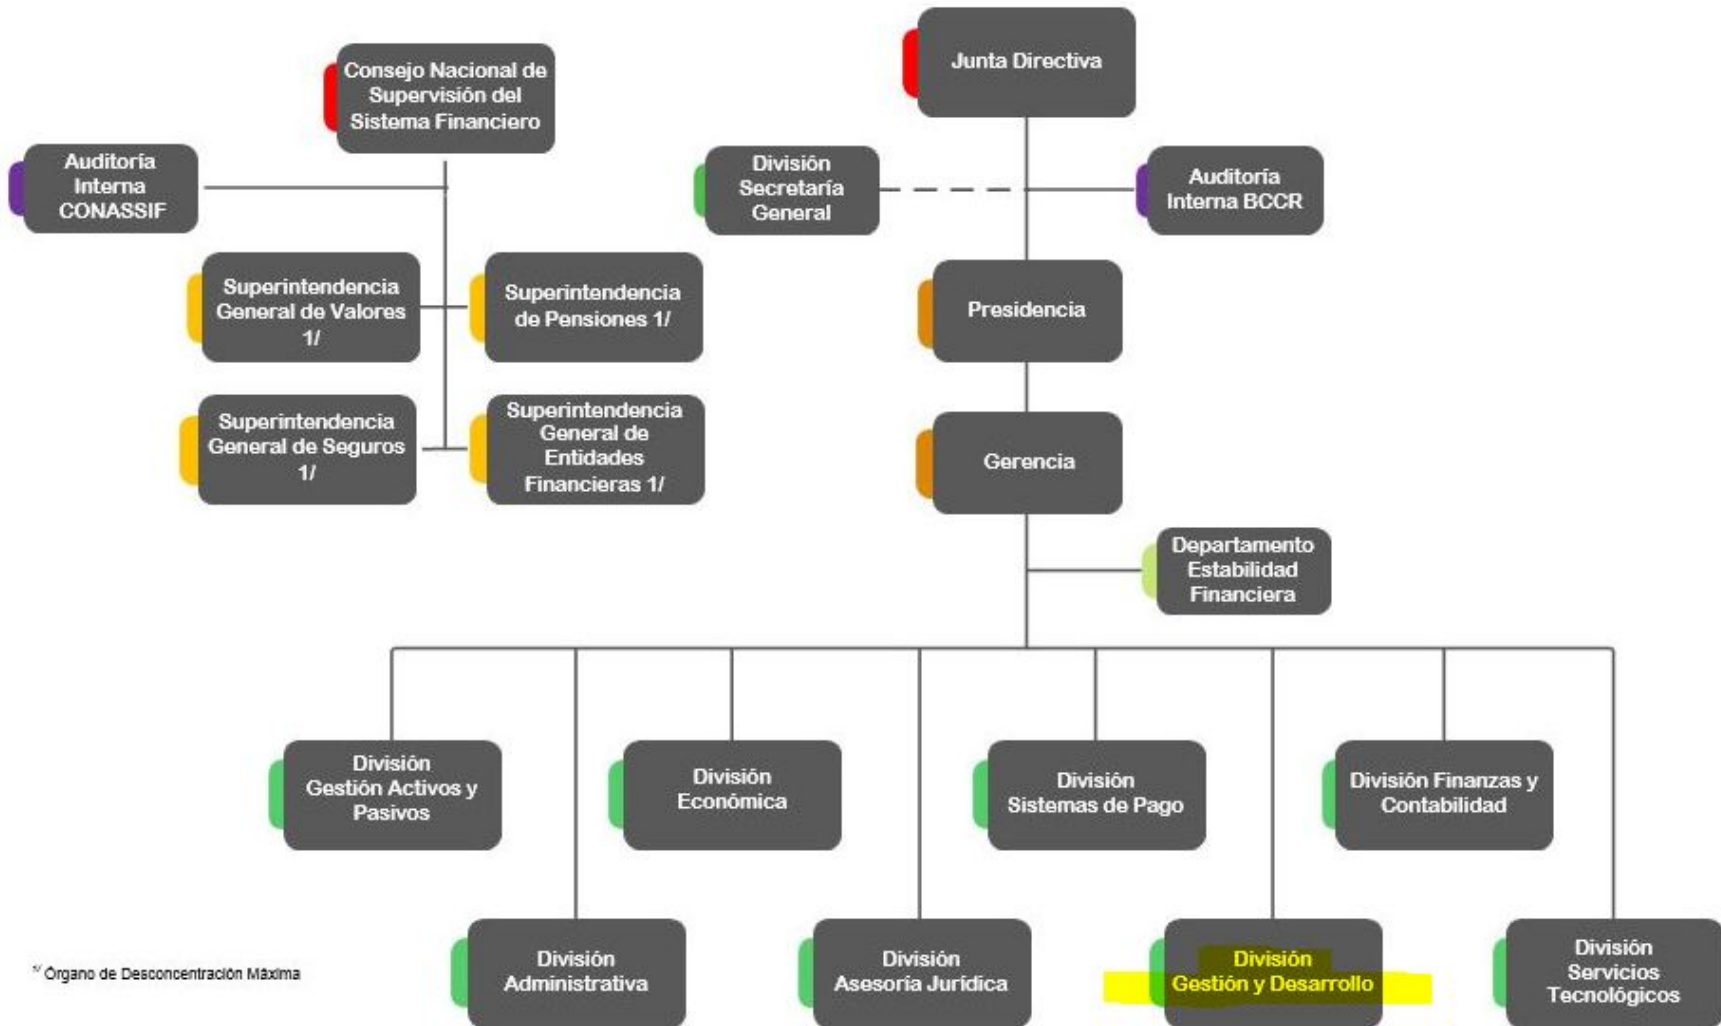 Consejo Nacional de
Supervisión del
Sistema Financiero
Junta Directiva
Auditoría
Interna
CONASSIF
División
Secretaría
General
Auditoría
Interna BCCR
Superintendencia
General de Valores
1/
Superintendencia
de Pensiones 1/
Presidencia
Superintendencia
General de Seguros
1/
Superintendencia
General de
Entidades
Financieras 1/
Gerencia
Departamento
Estabilidad
Financiera
División
Gestión Activos y
Pasivos
División
Económica
División
Sistemas de Pago
División Finanzas y
Contabilidad
División
Administrativa
División
Asesoría Jurídica
División
Gestión y Desarrollo
División
Servicios
Tecnológicos
1/ Órgano de Desconcentración Máxima